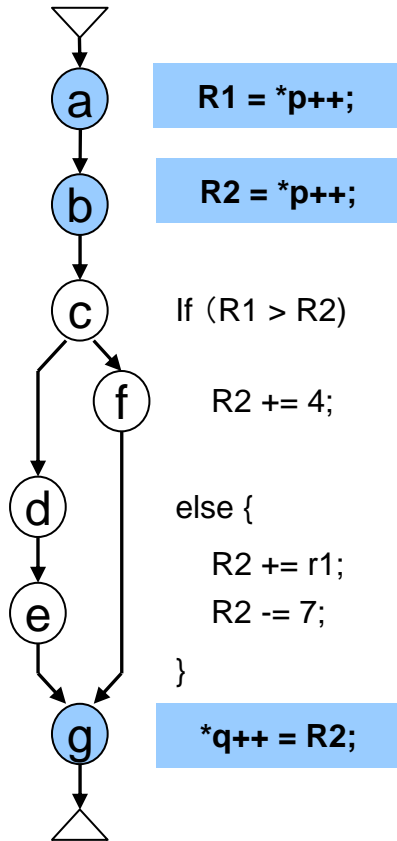 a R1 = *p++;
b R2 = *p++;
c If（R1 > R2)
f R2 += 4;
d else {
R2 += r1;
e R2 -= 7;
}
g *q++ = R2;